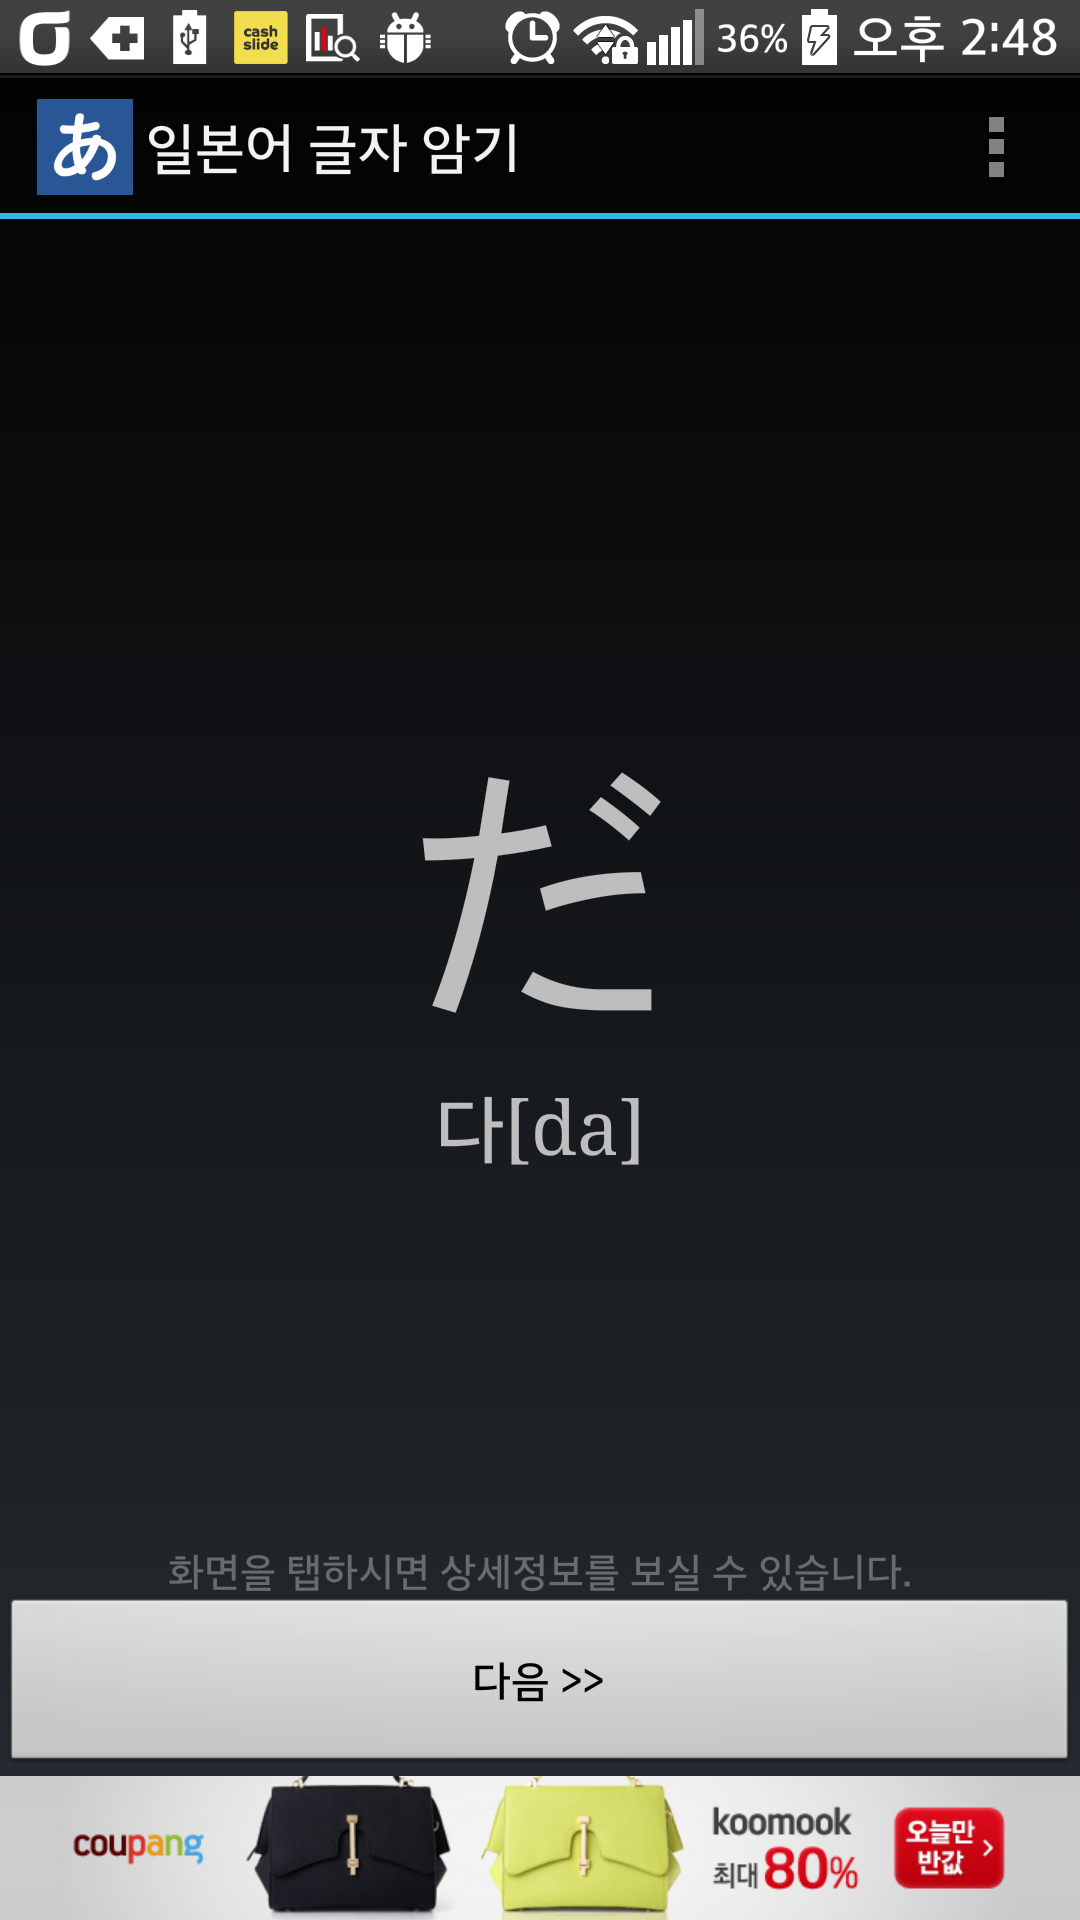 cash
slide
36%
오후 2:48
あ 일본어 글자 암기
だ
다[da]
화면을 탭하시면 상세정보를 보실 수 있습니다.
다음 >>
coupang
koomook
최대 80%
오늘만
반값